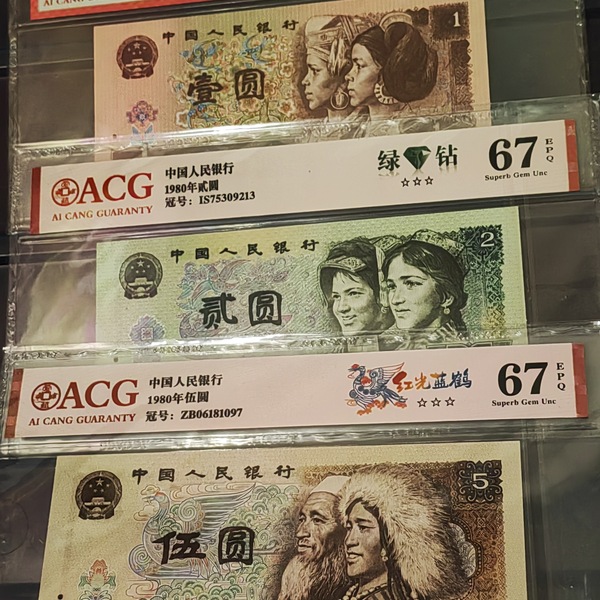 AI CANG GUARANTY
中国人民银行
1
壹圆
ACG
AI CANG GUARANTY
中国人民银行
1980年贰圆
冠号：IS75309213
绿钻
☆☆☆
67
EPQ
Superb Gem Unc
中国人民银行
2
贰圆
ACG
AI CANG GUARANTY
中国人民银行
1980年伍圆
冠号：ZB06181097
红光蓝鹤
☆☆☆
67
EPQ
Superb Gem Unc
中国人民银行
5
伍圆